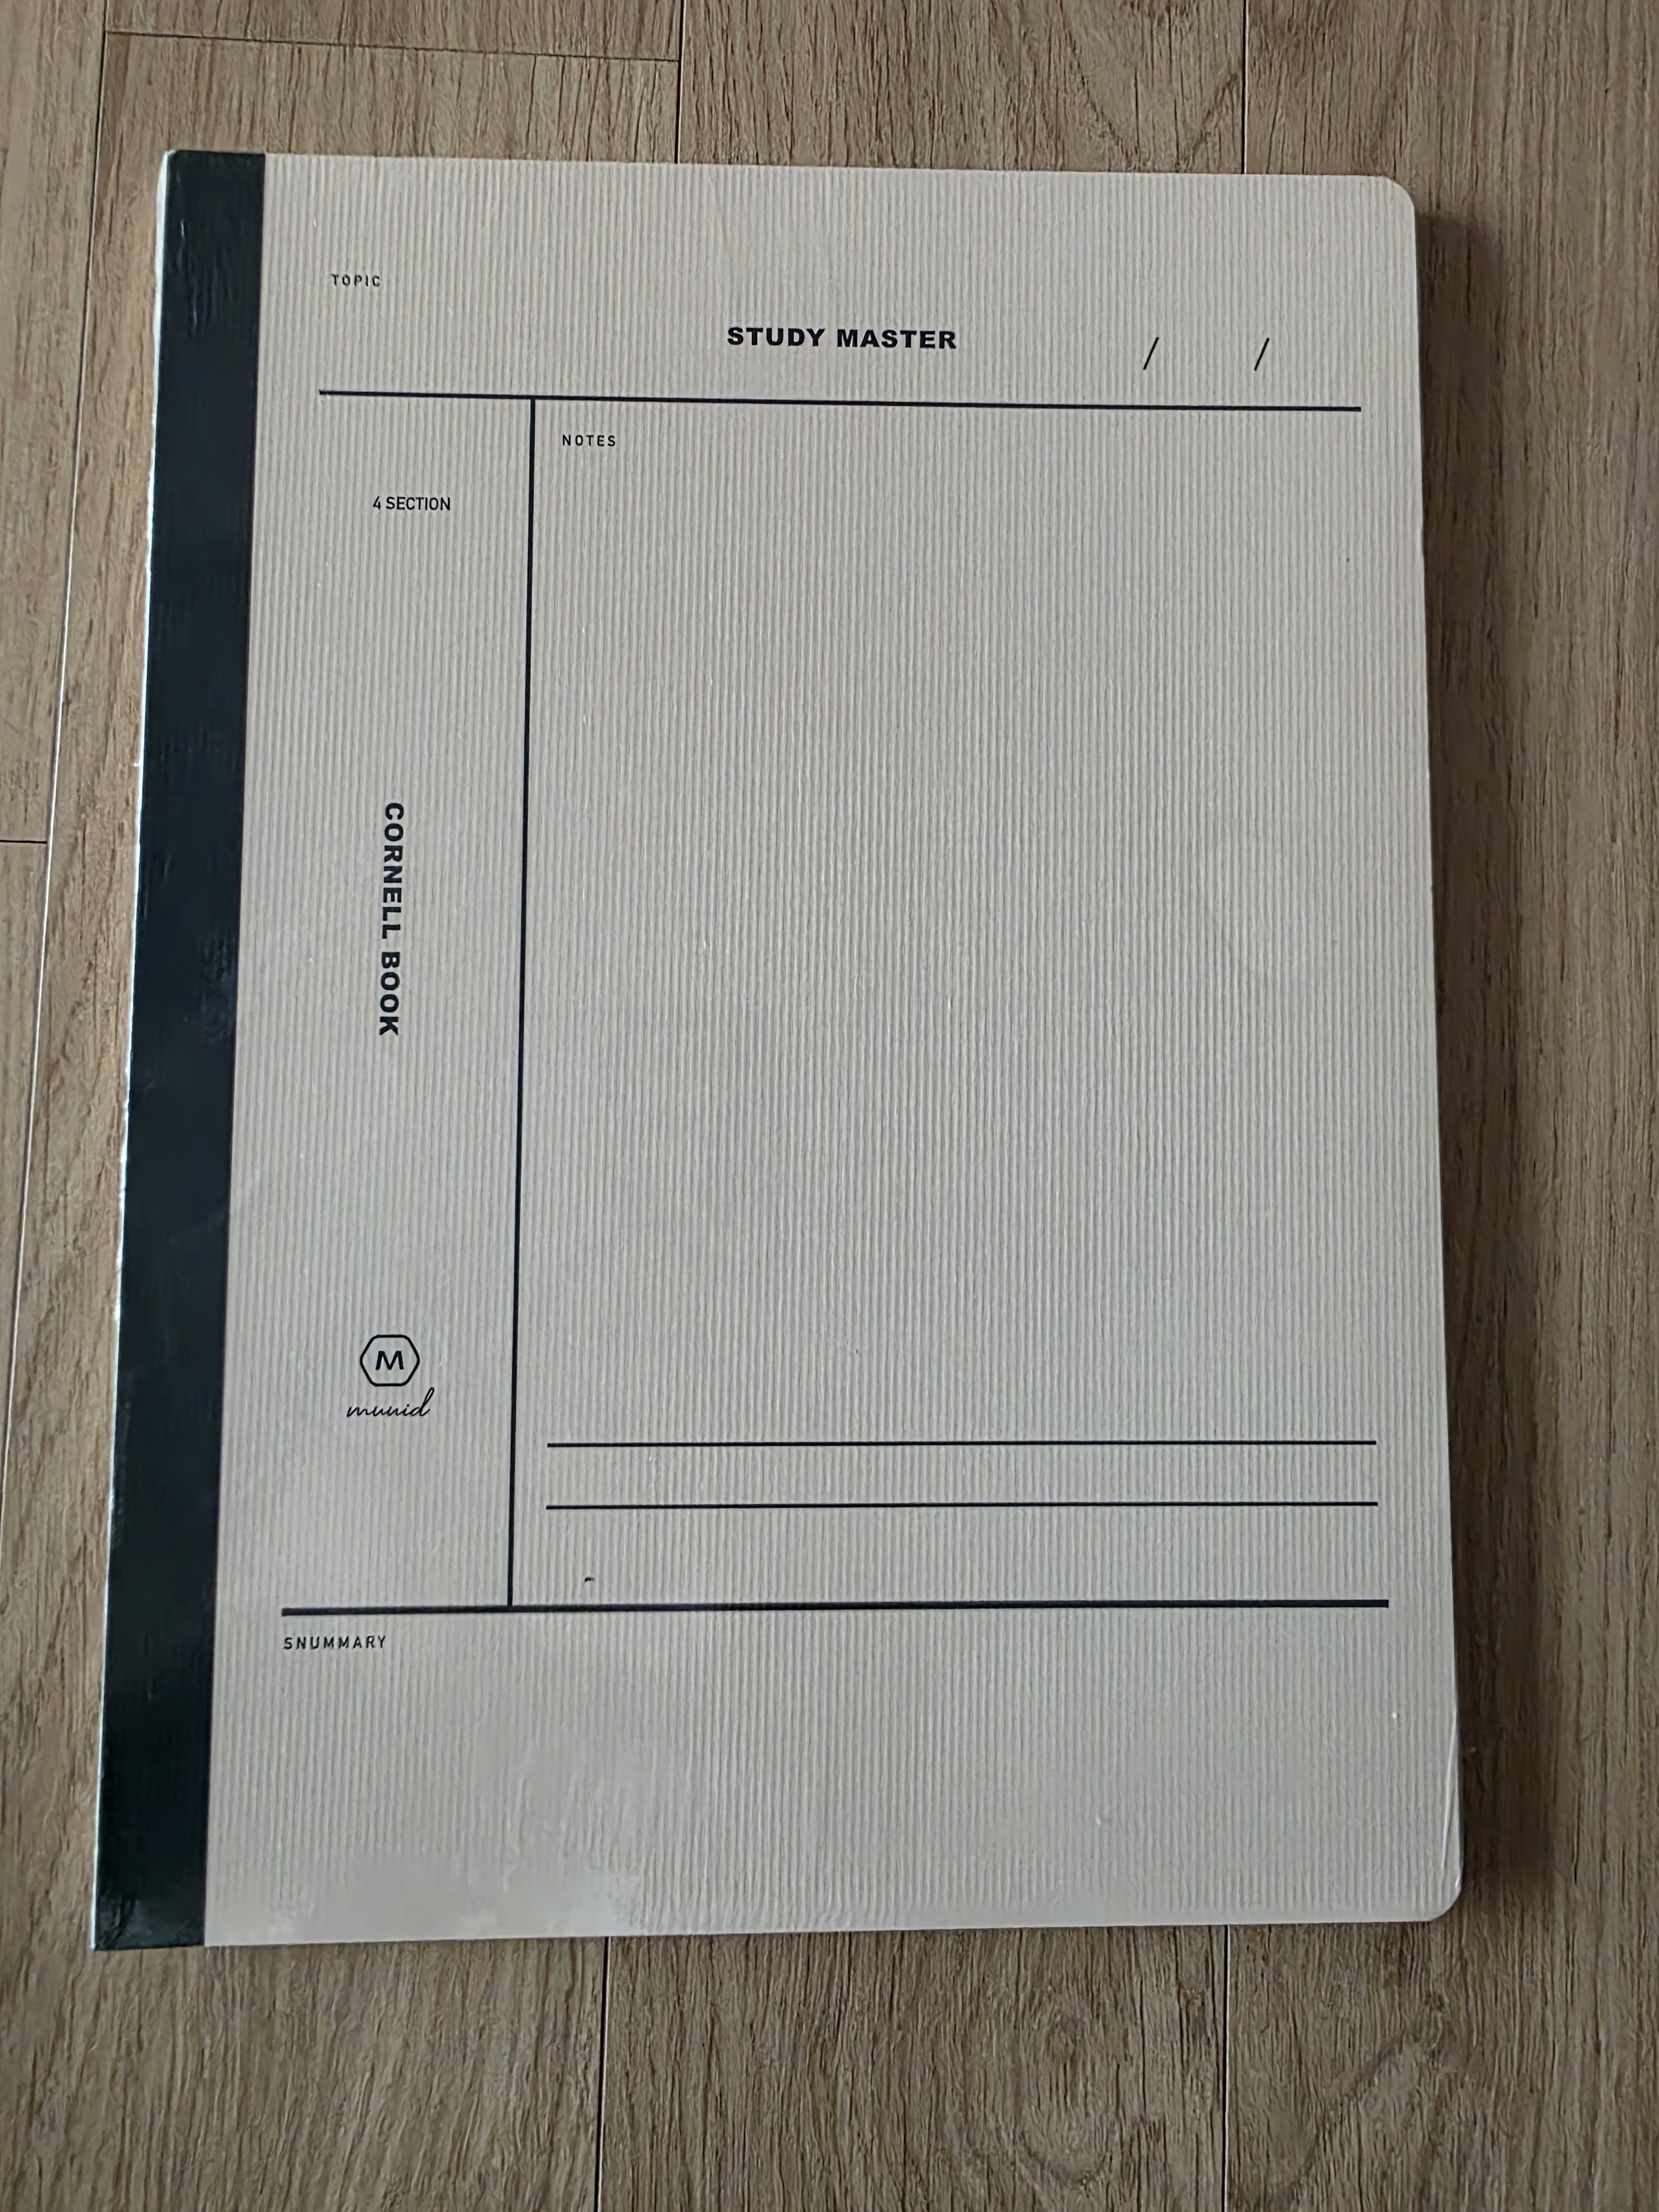 TOPIC
STUDY MASTER
/ /
NOTES
4 SECTION
CORNELL BOOK
M
munid
SNUMMARY